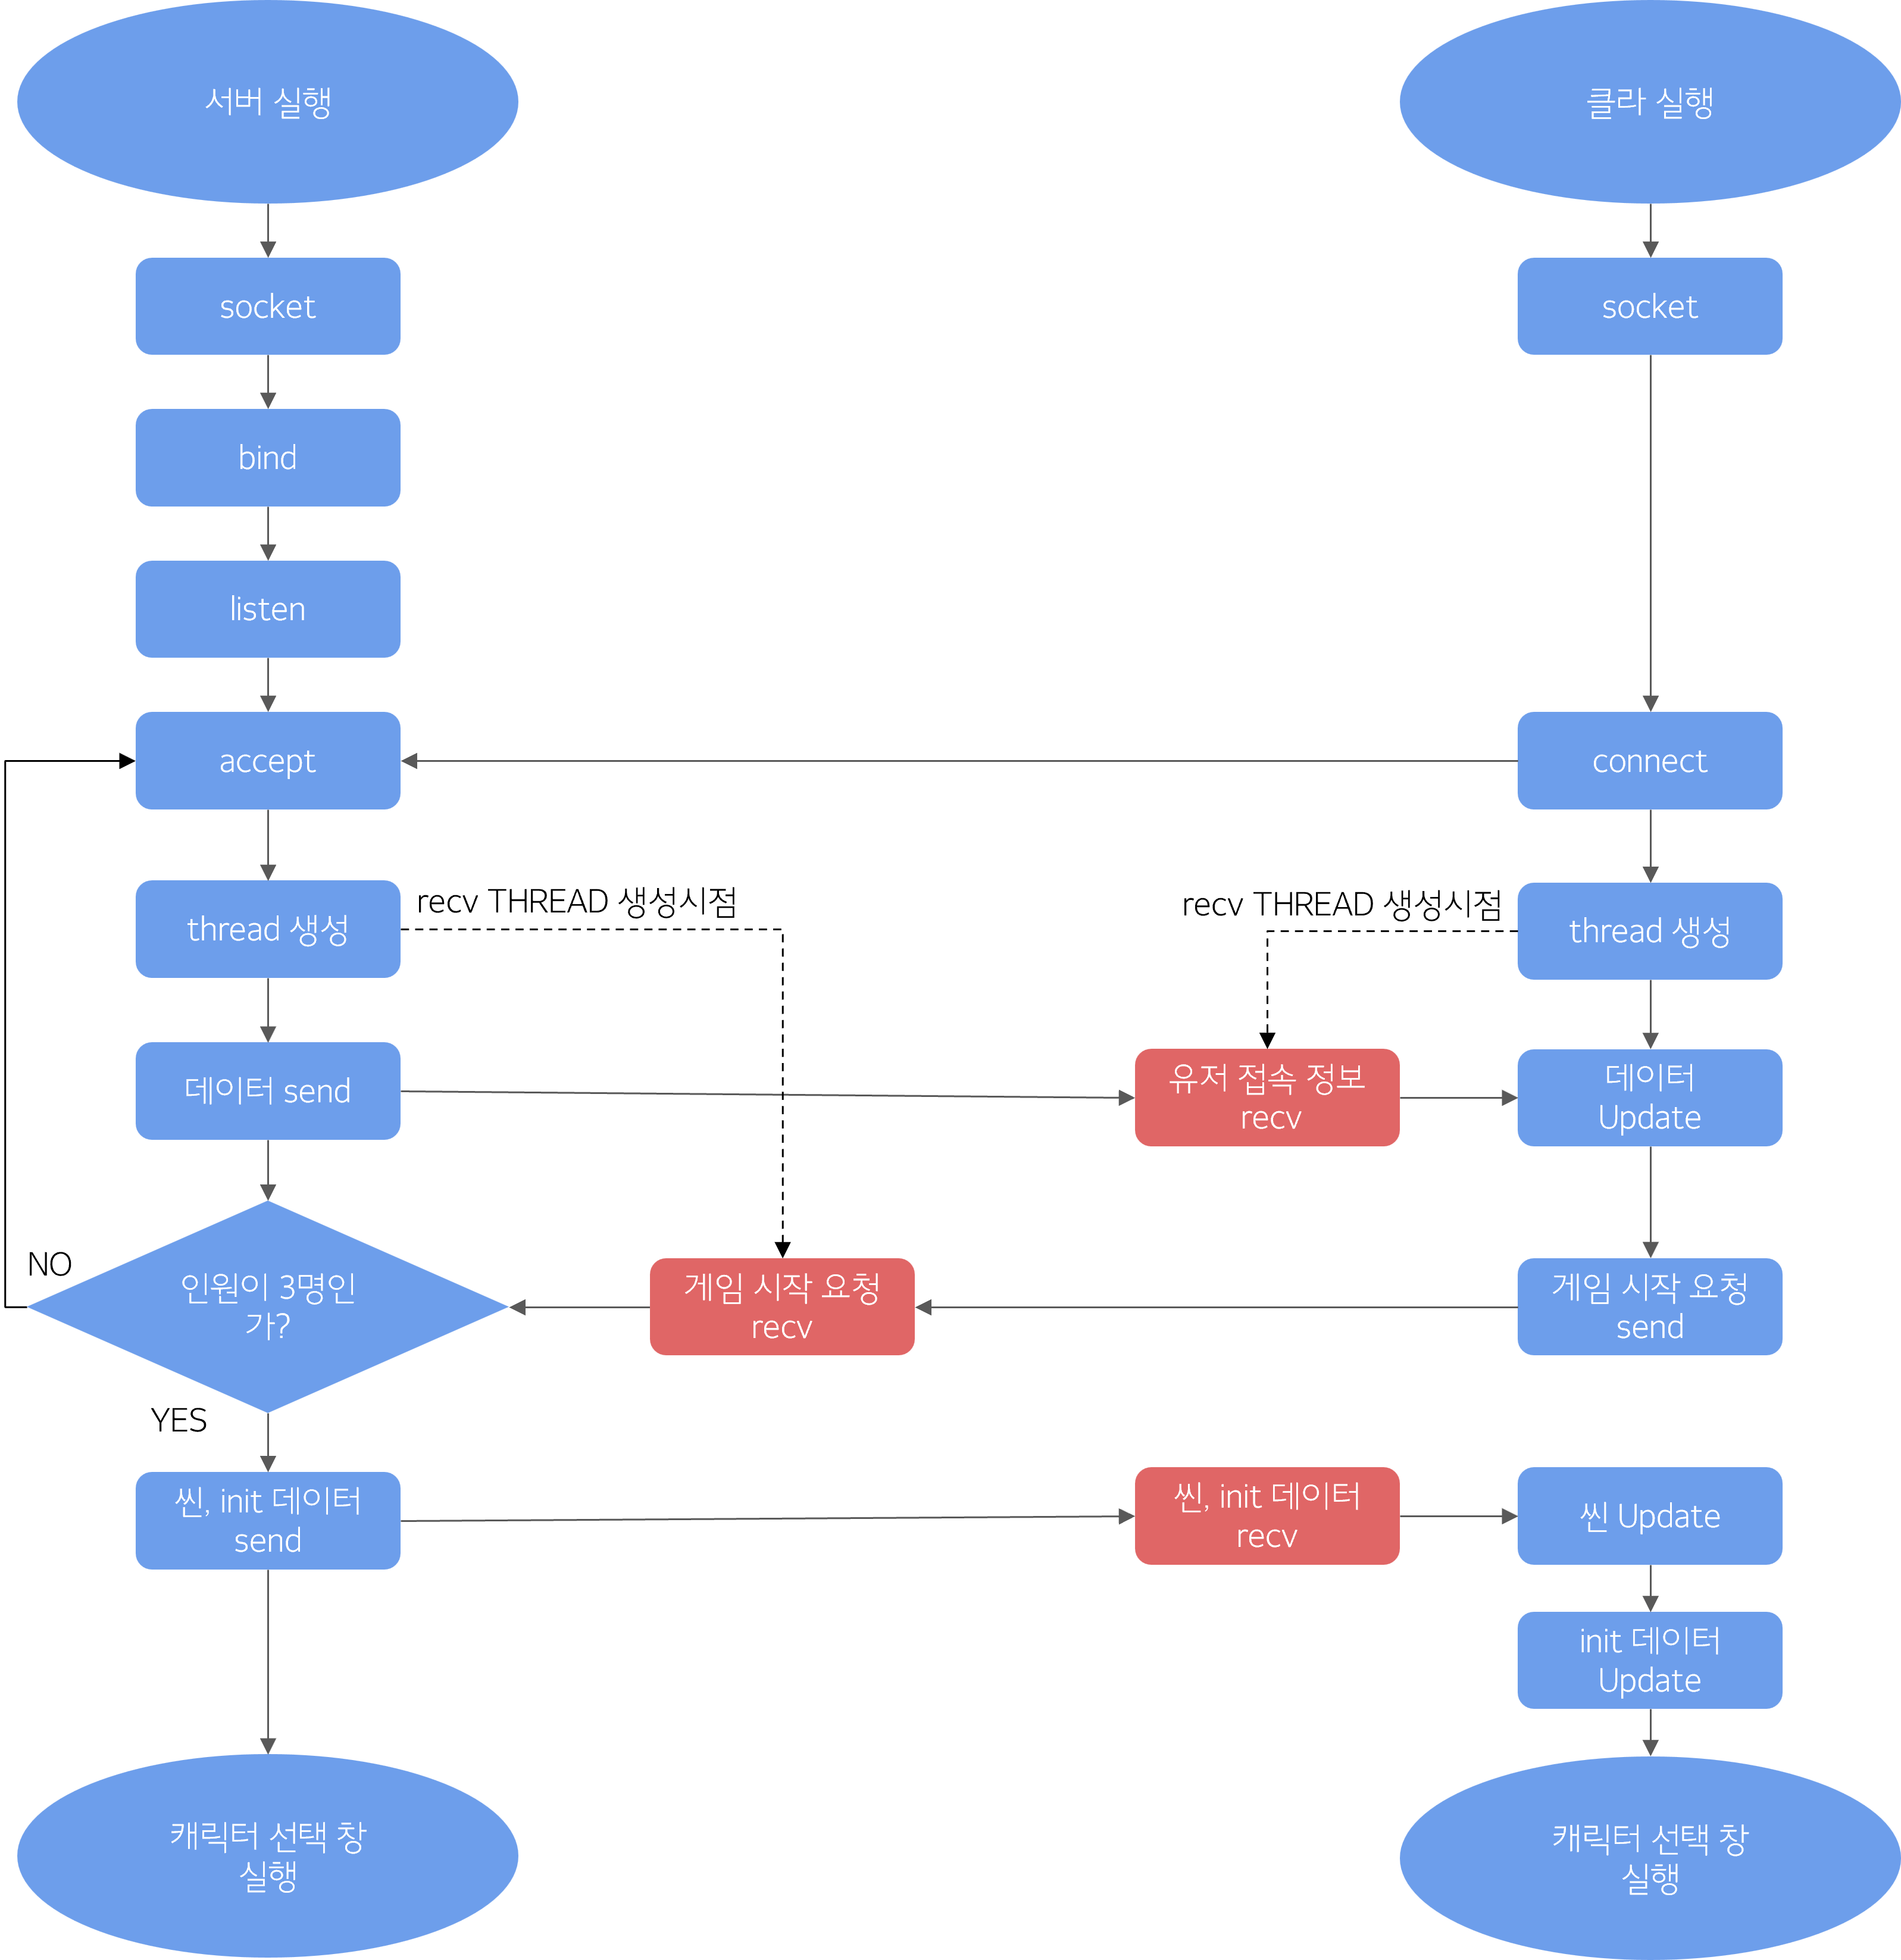 서버 실행
클라 실행
socket
socket
bind
listen
accept
connect
thread 생성
recv THREAD 생성시점
recv THREAD 생성시점
thread 생성
데이터 send
유저 접속 정보
recv
데이터
Update
NO
인원이 3명인
가?
게임 시작 요청
recv
게임 시작 요청
send
YES
씬, init 데이터
send
씬, init 데이터
recv
씬 Update
init 데이터
Update
캐릭터 선택 창
실행
캐릭터 선택 창
실행